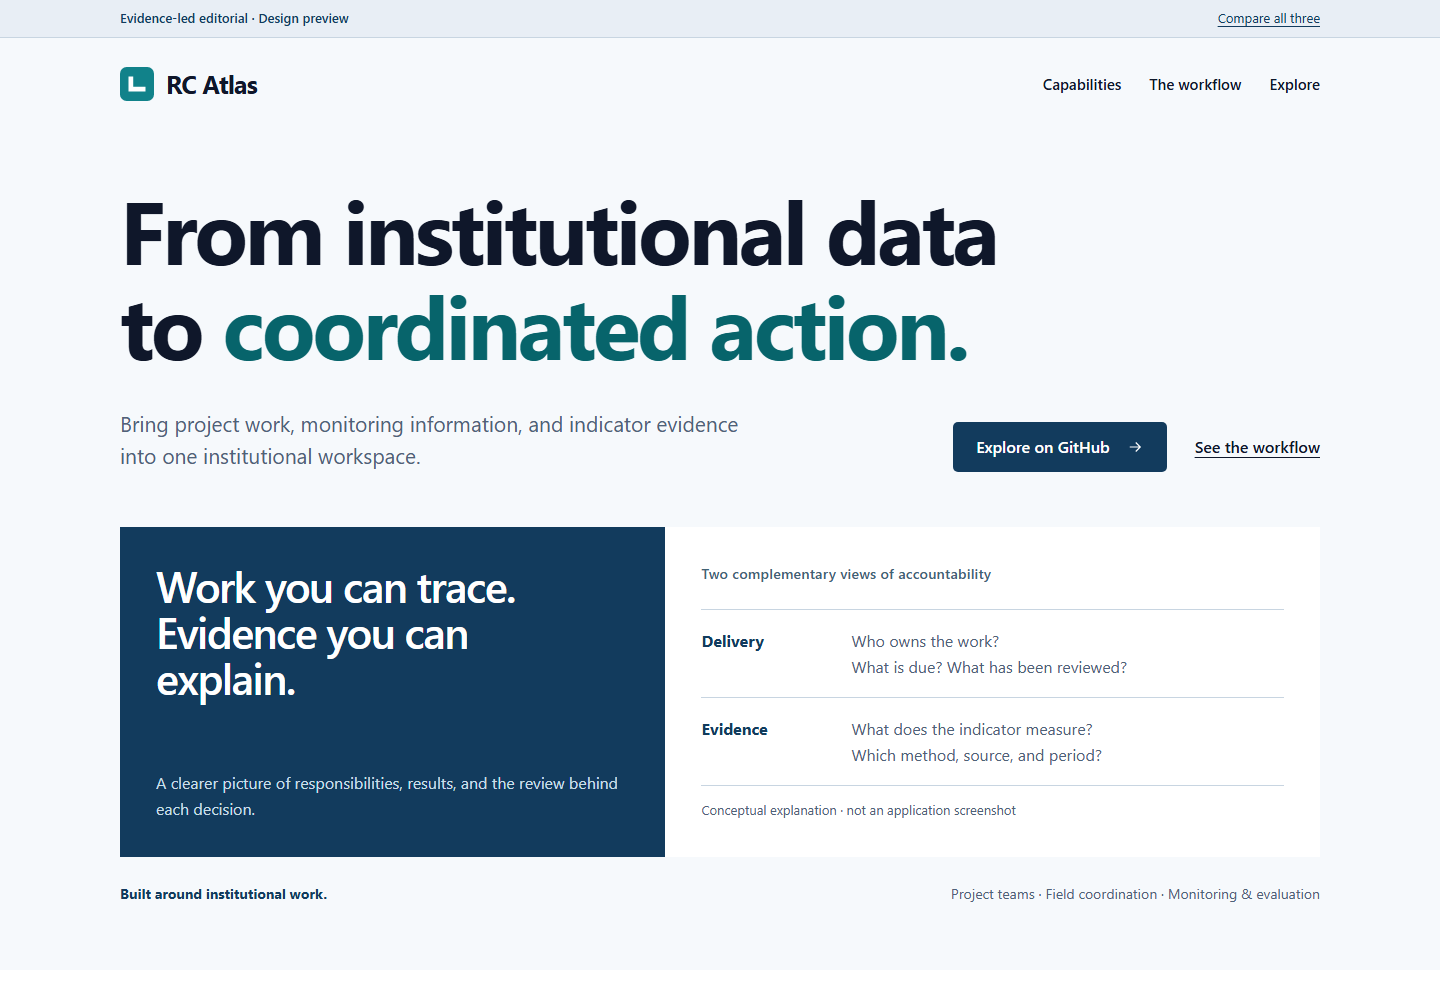 Evidence-led editorial · Design preview
Compare all three
RC Atlas
Capabilities
The workflow
Explore
From institutional data
to coordinated action.
Bring project work, monitoring information, and indicator evidence
into one institutional workspace.
Explore on GitHub →
See the workflow
Work you can trace.
Evidence you can
explain.
A clearer picture of responsibilities, results, and the review behind
each decision.
Two complementary views of accountability
Delivery
Who owns the work?
What is due? What has been reviewed?
Evidence
What does the indicator measure?
Which method, source, and period?
Conceptual explanation · not an application screenshot
Built around institutional work.
Project teams · Field coordination · Monitoring & evaluation